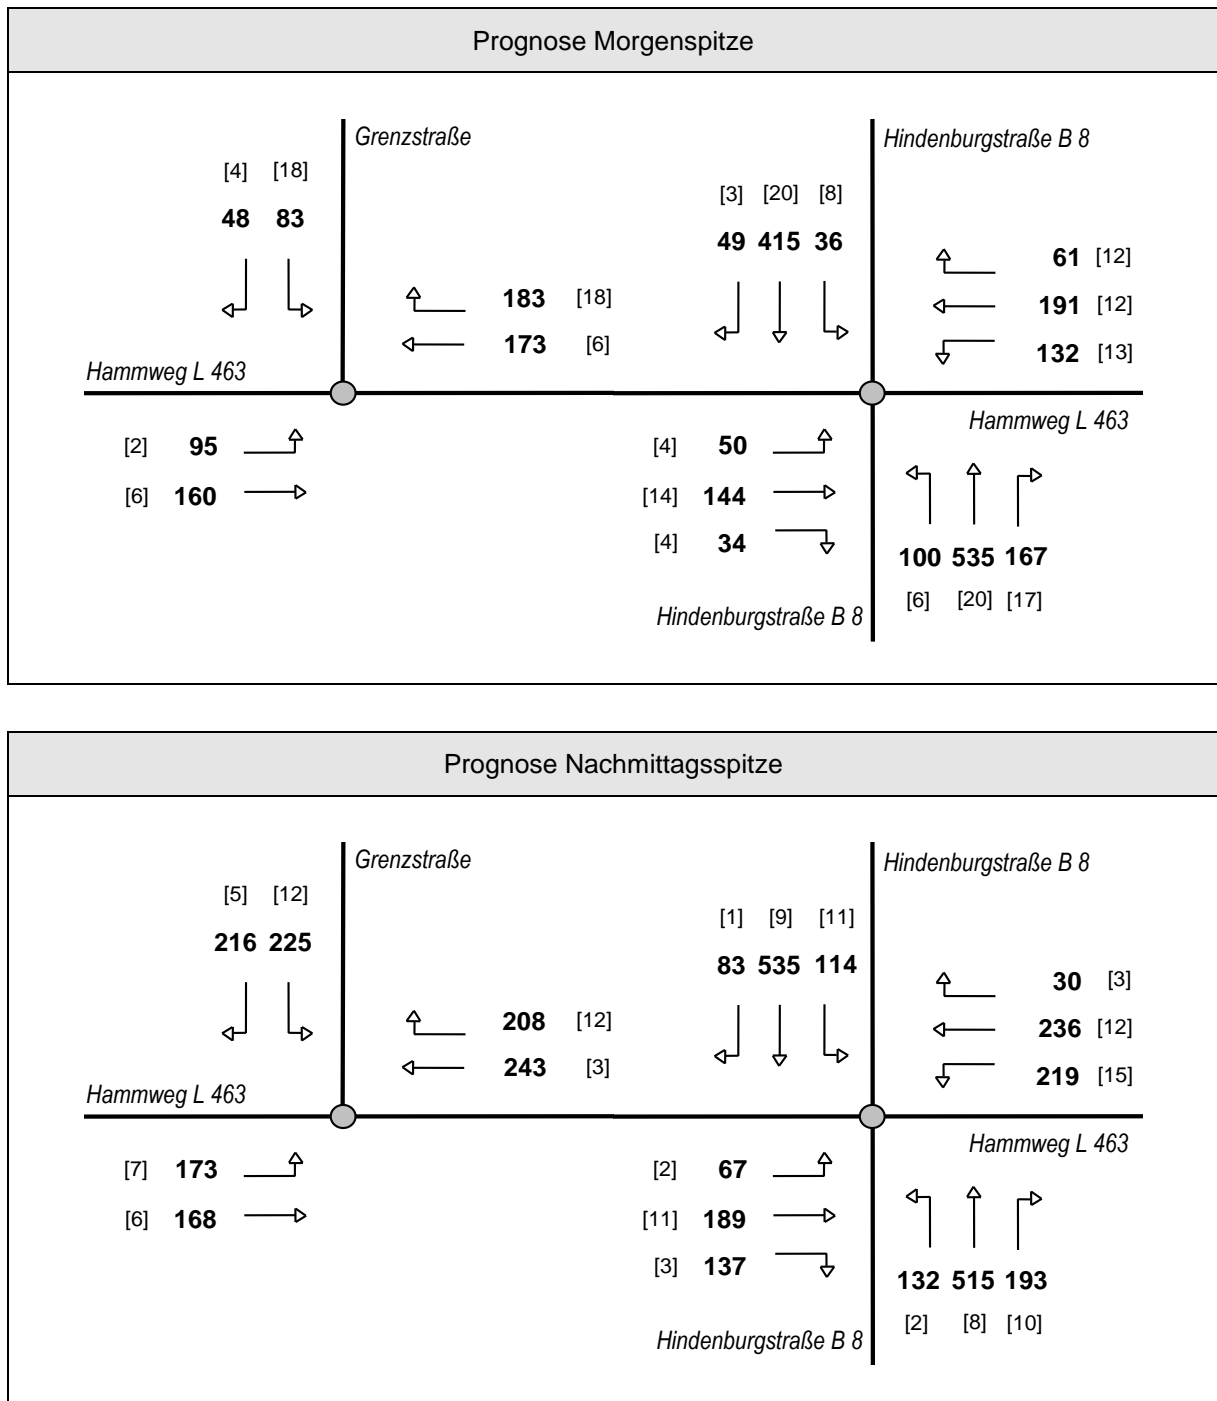 Prognose Morgenspitze
Grenzstraße
Hindenburgstraße B 8
[4] [18]
48 83
[3] [20] [8]
49 415 36
61 [12]
191 [12]
132 [13]
183 [18]
173 [6]
Hammweg L 463
Hammweg L 463
[2] 95
[6] 160
[4] 50
[14] 144
[4] 34
100 535 167
[6] [20] [17]
Hindenburgstraße B 8
Prognose Nachmittagsspitze
Grenzstraße
Hindenburgstraße B 8
[5] [12]
216 225
[1] [9] [11]
83 535 114
30 [3]
236 [12]
219 [15]
208 [12]
243 [3]
Hammweg L 463
Hammweg L 463
[7] 173
[6] 168
[2] 67
[11] 189
[3] 137
132 515 193
[2] [8] [10]
Hindenburgstraße B 8